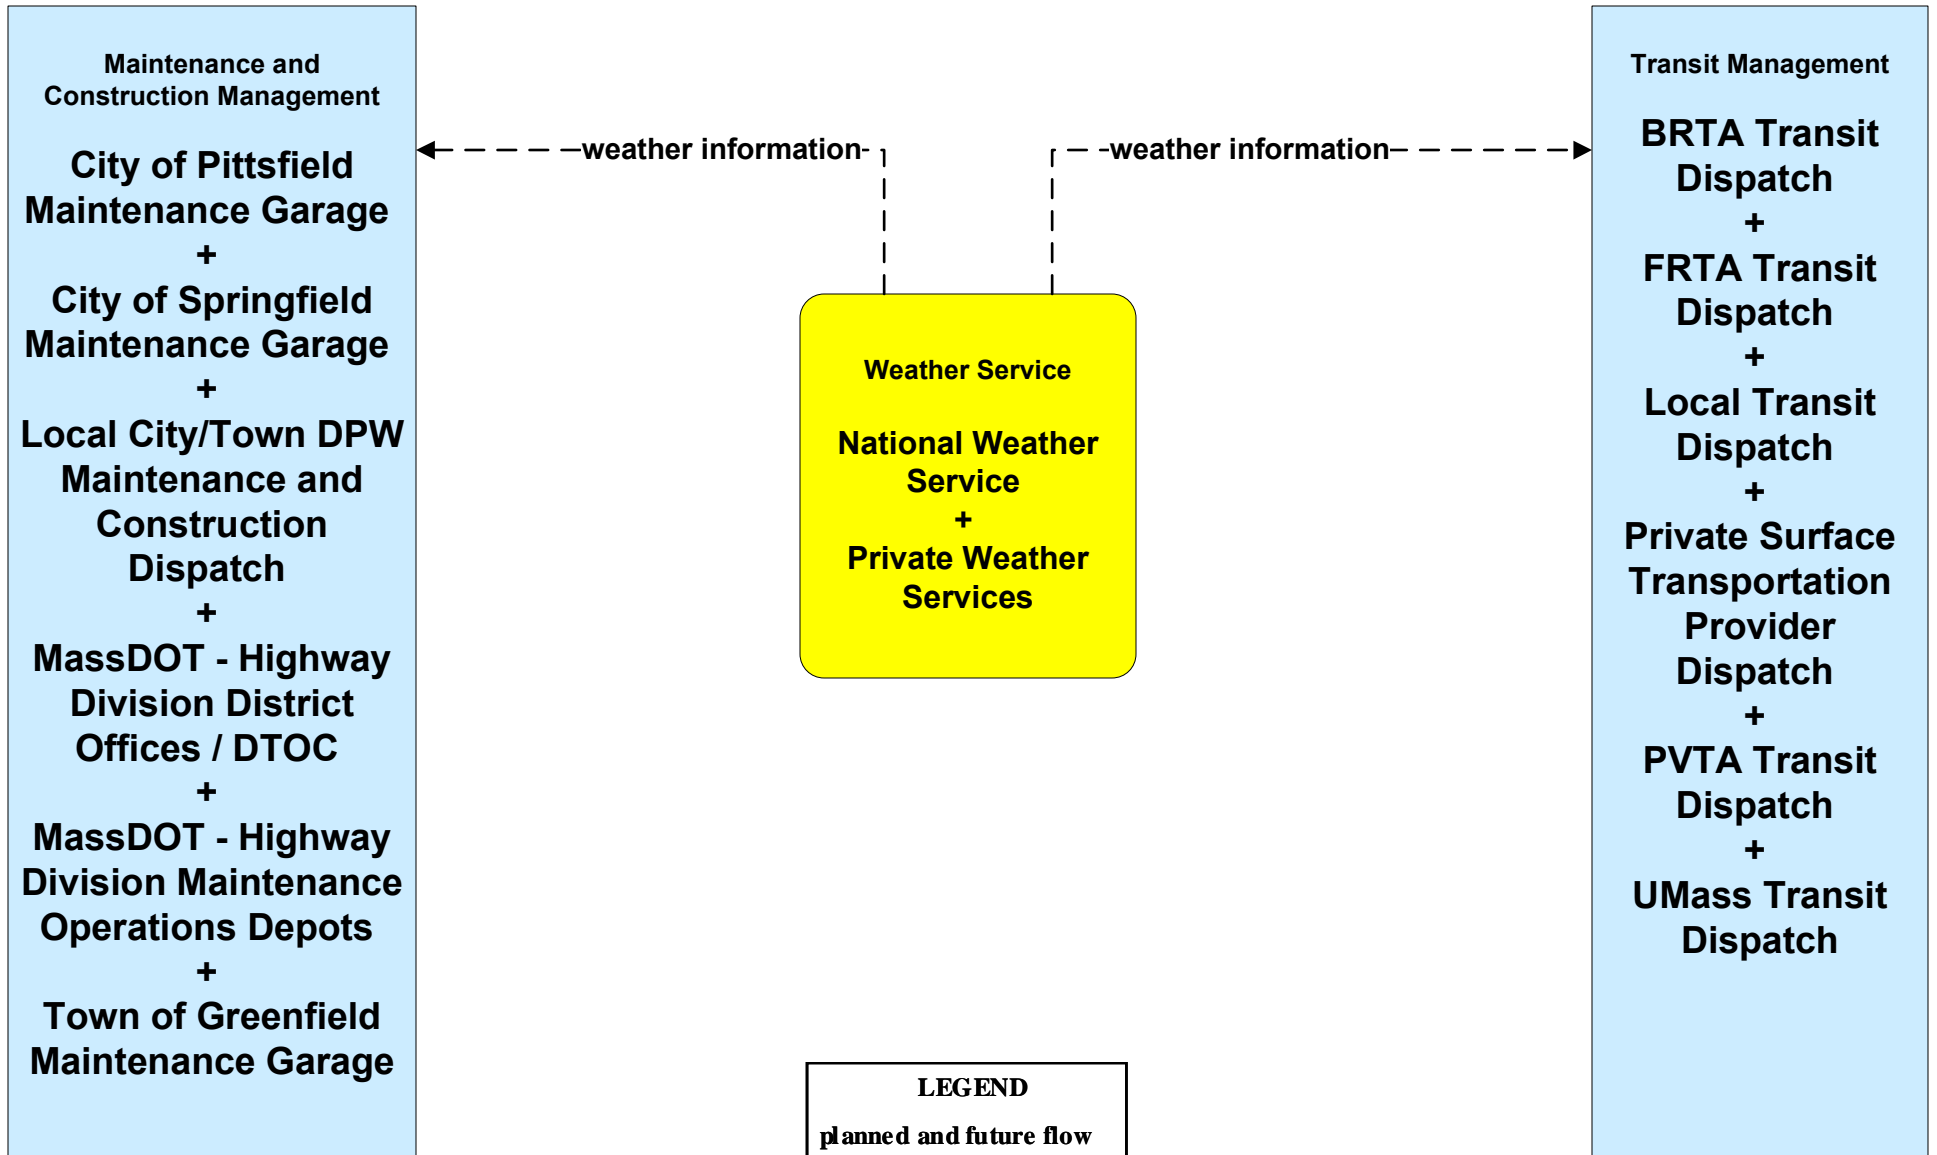 Maintenance and
Construction Management
City of Pittsfield
Maintenance Garage
+
City of Springfield
Maintenance Garage
+
Local City/Town DPW
Maintenance and
Construction
Dispatch
+
MassDOT - Highway
Division District
Offices / DTOC
+
MassDOT - Highway
Division Maintenance
Operations Depots
+
Town of Greenfield
Maintenance Garage
weather information
weather information
Weather Service
National Weather
Service
+
Private Weather
Services
LEGEND
planned and future flow
Transit Management
BRTA Transit
Dispatch
+
FRTA Transit
Dispatch
+
Local Transit
Dispatch
+
Private Surface
Transportation
Provider
Dispatch
+
PVTA Transit
Dispatch
+
UMass Transit
Dispatch